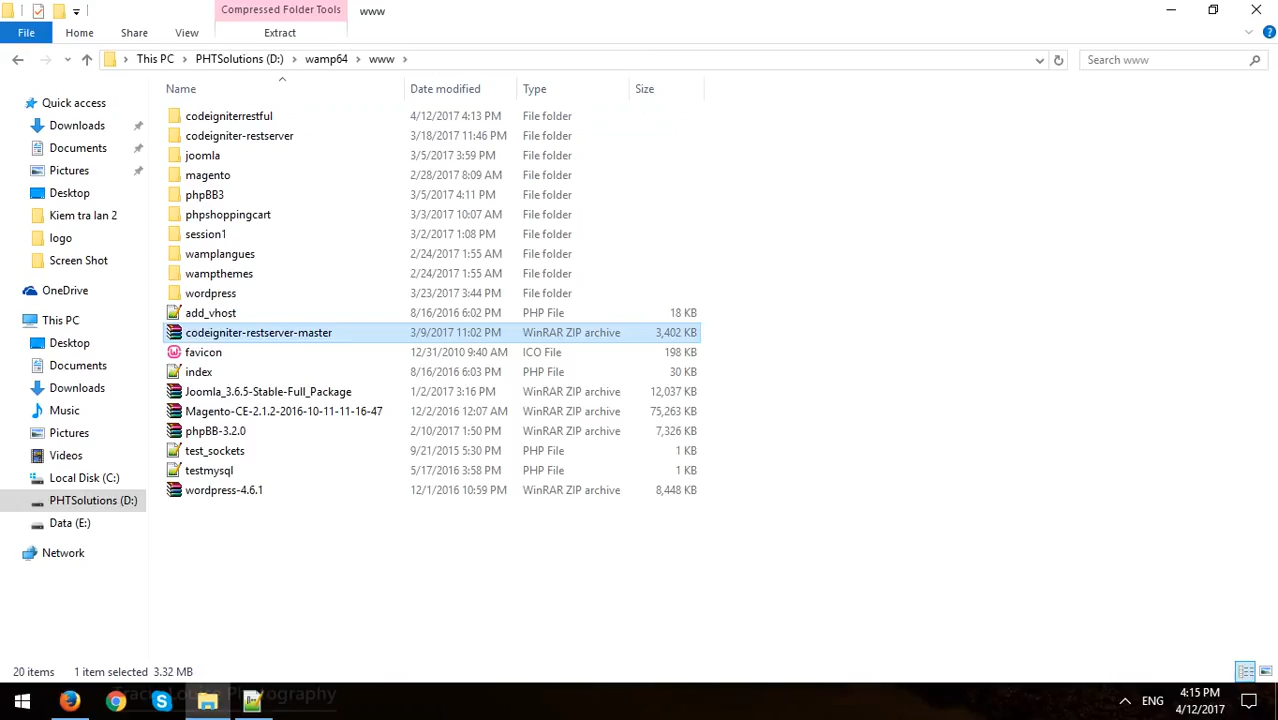 Compressed Folder Tools
www
File
Home
Share
View
Extract
This PC
PHTSolutions (D:)
wamp64
www
Search www
Name
Date modified
Type
Size
Quick access
Downloads
Documents
Pictures
Desktop
Kiem tra lan 2
logo
Screen Shot
OneDrive
This PC
Desktop
Documents
Downloads
Music
Pictures
Videos
Local Disk (C:)
PHTSolutions (D:)
Data (E:)
Network
codeigniterrestful 4/12/2017 4:13 PM File folder
codeigniter-restserver 3/18/2017 11:46 PM File folder
joomla 3/5/2017 3:59 PM File folder
magento 2/28/2017 8:09 AM File folder
phpBB3 3/5/2017 4:11 PM File folder
phpshoppingcart 3/3/2017 10:07 AM File folder
session1 3/2/2017 1:08 PM File folder
wamplangues 2/24/2017 1:55 AM File folder
wampthemes 2/24/2017 1:55 AM File folder
wordpress 3/23/2017 3:44 PM File folder
add_vhost 8/16/2016 6:02 PM PHP File 18 KB
codeigniter-restserver-master 3/9/2017 11:02 PM WinRAR ZIP archive 3,402 KB
favicon 12/31/2010 9:40 AM ICO File 198 KB
index 8/16/2016 6:03 PM PHP File 30 KB
Joomla_3.6.5-Stable-Full_Package 1/2/2017 3:16 PM WinRAR ZIP archive 12,037 KB
Magento-CE-2.1.2-2016-10-11-11-16-47 12/2/2016 12:07 AM WinRAR ZIP archive 75,263 KB
phpBB-3.2.0 2/10/2017 1:50 PM WinRAR ZIP archive 7,326 KB
test_sockets 9/21/2015 5:30 PM PHP File 1 KB
testmysql 5/17/2016 3:58 PM PHP File 1 KB
wordpress-4.6.1 12/1/2016 10:59 PM WinRAR ZIP archive 8,448 KB
20 items
1 item selected 3.32 MB
ENG
4:15 PM
4/12/2017